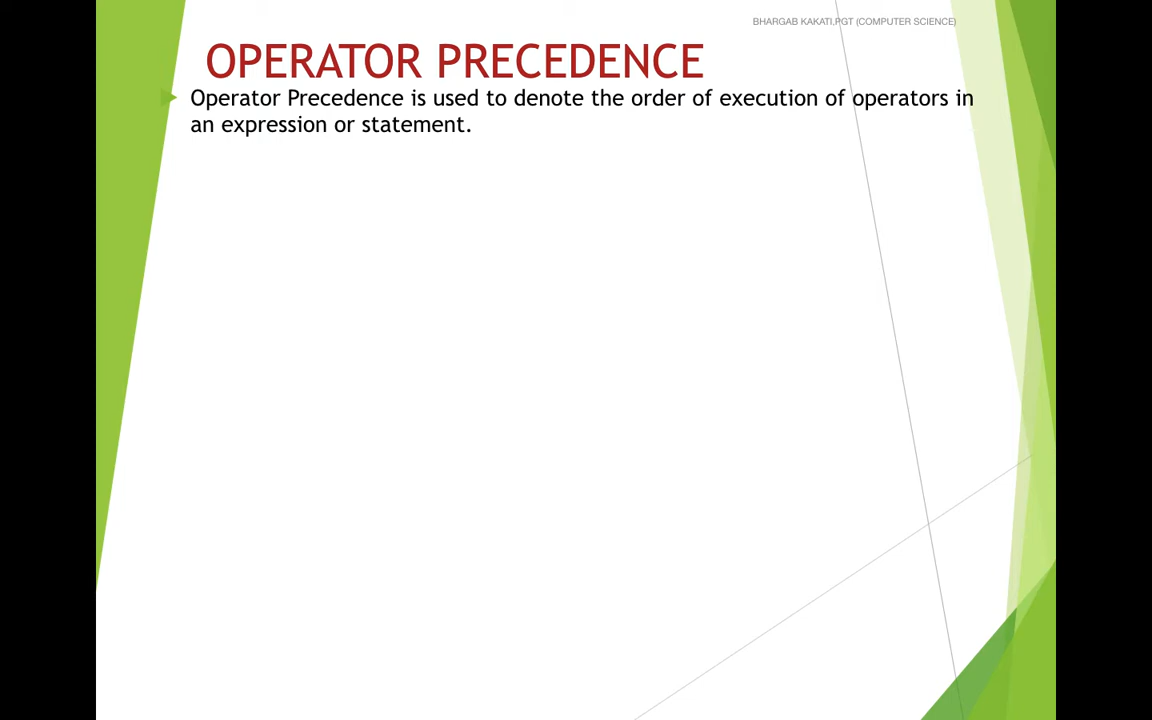 BHARGAB KAKATI,PGT (COMPUTER SCIENCE)
OPERATOR PRECEDENCE
Operator Precedence is used to denote the order of execution of operators in
an expression or statement.